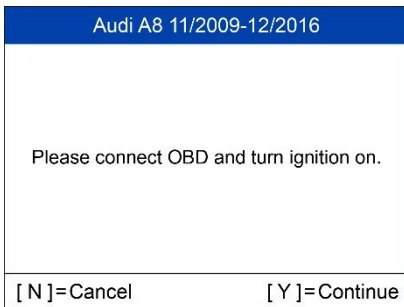 Audi A8 11/2009-12/2016
Please connect OBD and turn ignition on.
[ N ]=Cancel [ Y ]=Continue